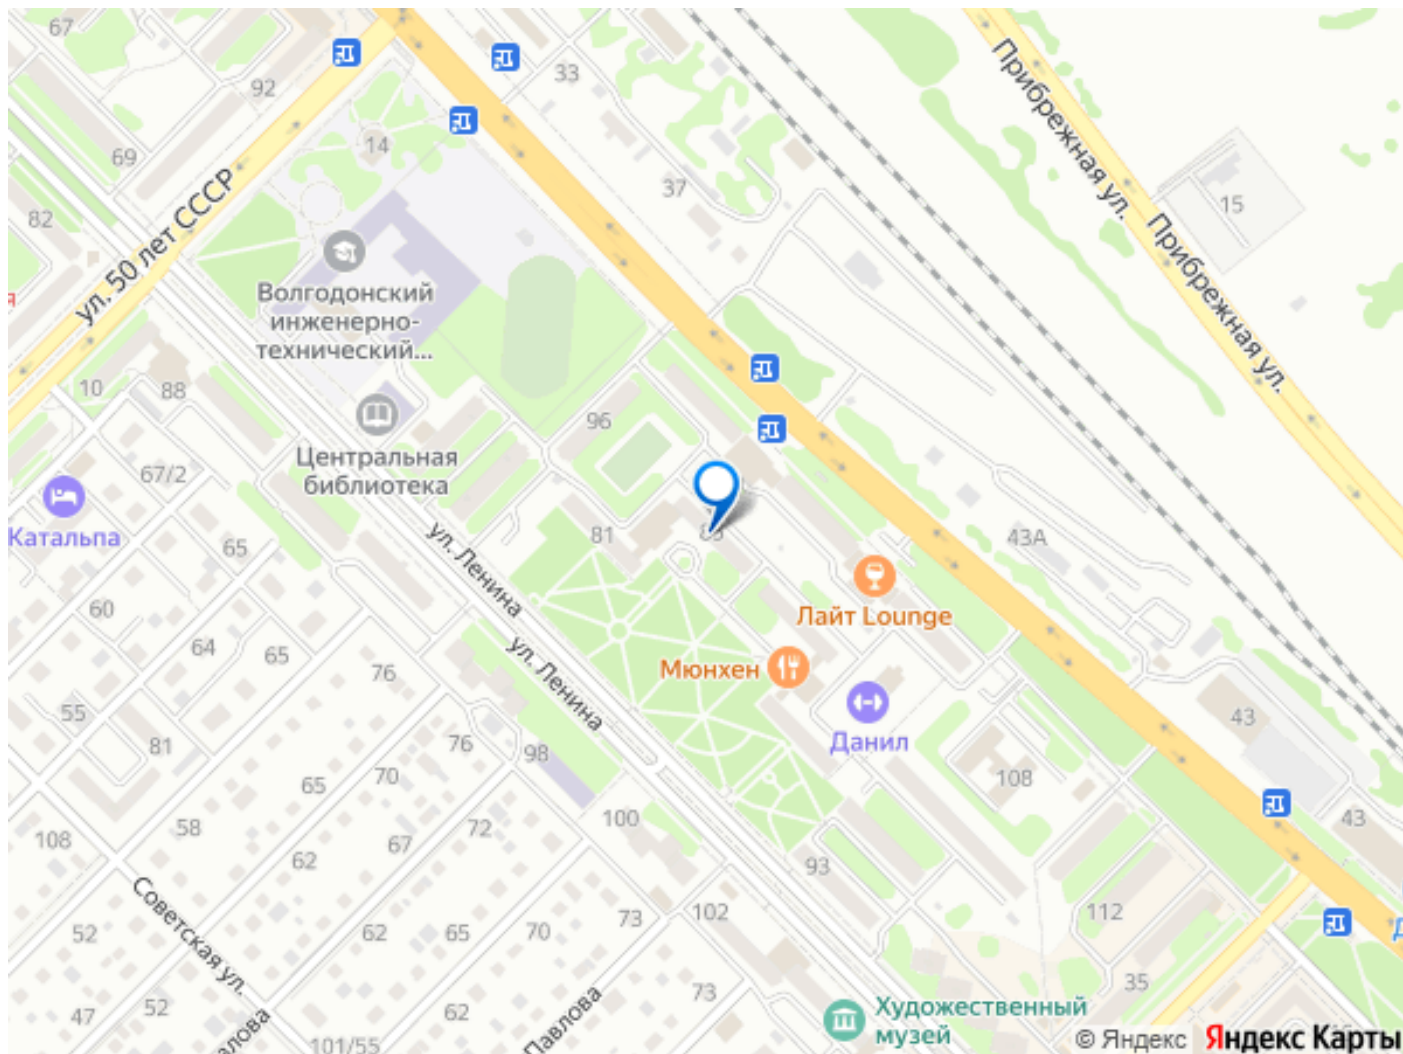 67
92
33
69
14
37
82
ул. 50 лет СССР
Прибрежная ул.
15
Прибрежная ул.
я
Волгодонский
инженерно-
технический...
10
88
96
Центральная
библиотека
67/2
Катальпа
65
81
43А
ул. Ленина
Лайт Lounge
60
64
65
76
ул. Ленина
Мюнхен
55
81
76
98
Данил
43
65
70
108
108
58
62
67
72
100
93
43
Советская ул.
52
62
65
70
73
102
112
Д
35
47
52
62
73
Павлова
101/55
Художественный
музей
© Яндекс
Яндекс Карты